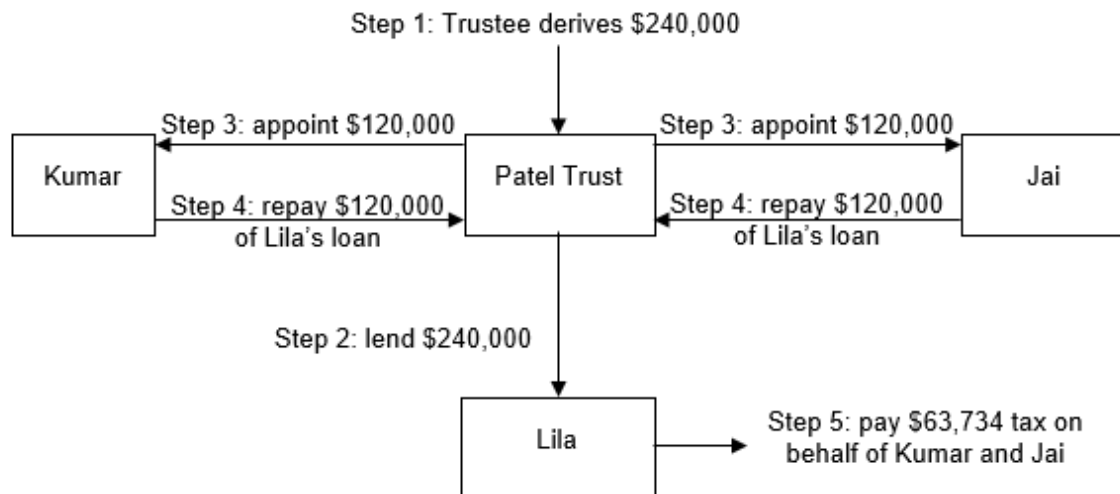 Step 1: Trustee derives $240,000
Step 3: appoint $120,000
Step 3: appoint $120,000
Kumar
Patel Trust
Jai
Step 4: repay $120,000
of Lila's loan
Step 4: repay $120,000
of Lila's loan
Step 2: lend $240,000
Lila
Step 5: pay $63,734 tax on
behalf of Kumar and Jai